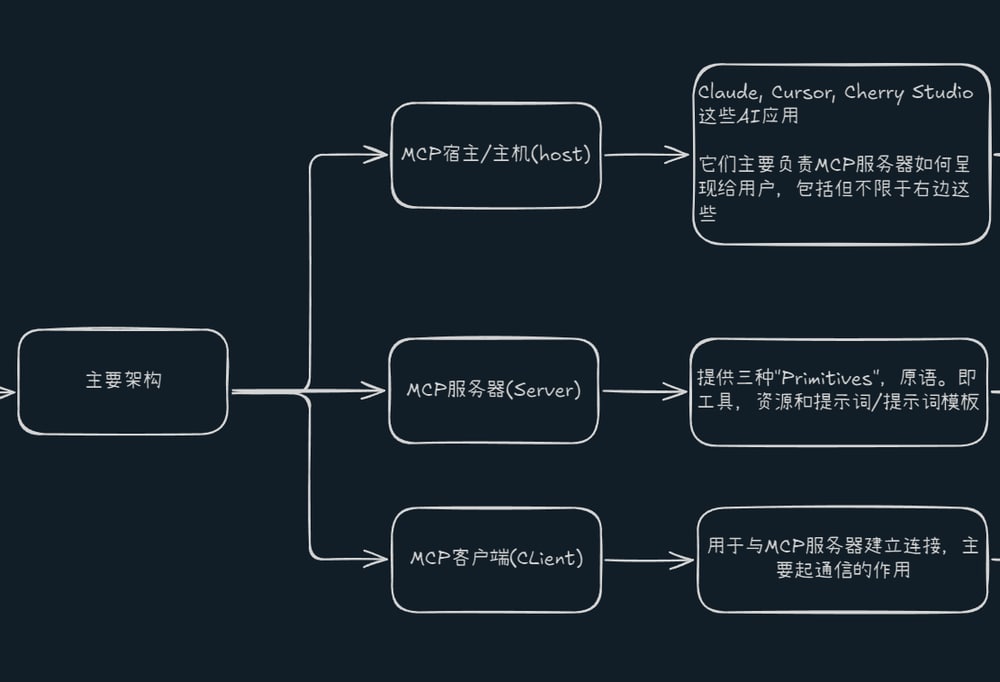 主要架构
MCP宿主/主机(host)
Claude, Cursor, Cherry Studio
这些AI应用
它们主要负责MCP服务器如何呈
现给用户，包括但不限于右边这
些
MCP服务器(Server)
提供三种"Primitives"，原语。即
工具，资源和提示词/提示词模板
MCP客户端(CLient)
用于与MCP服务器建立连接，主
要起通信的作用